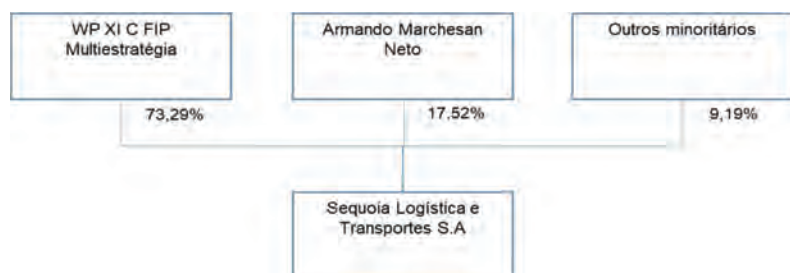 WP XI C FIP
Multiestratégia
Armando Marchesan
Neto
Outros minoritários
73,29%
17,52%
9,19%
Sequoia Logística e
Transportes S.A